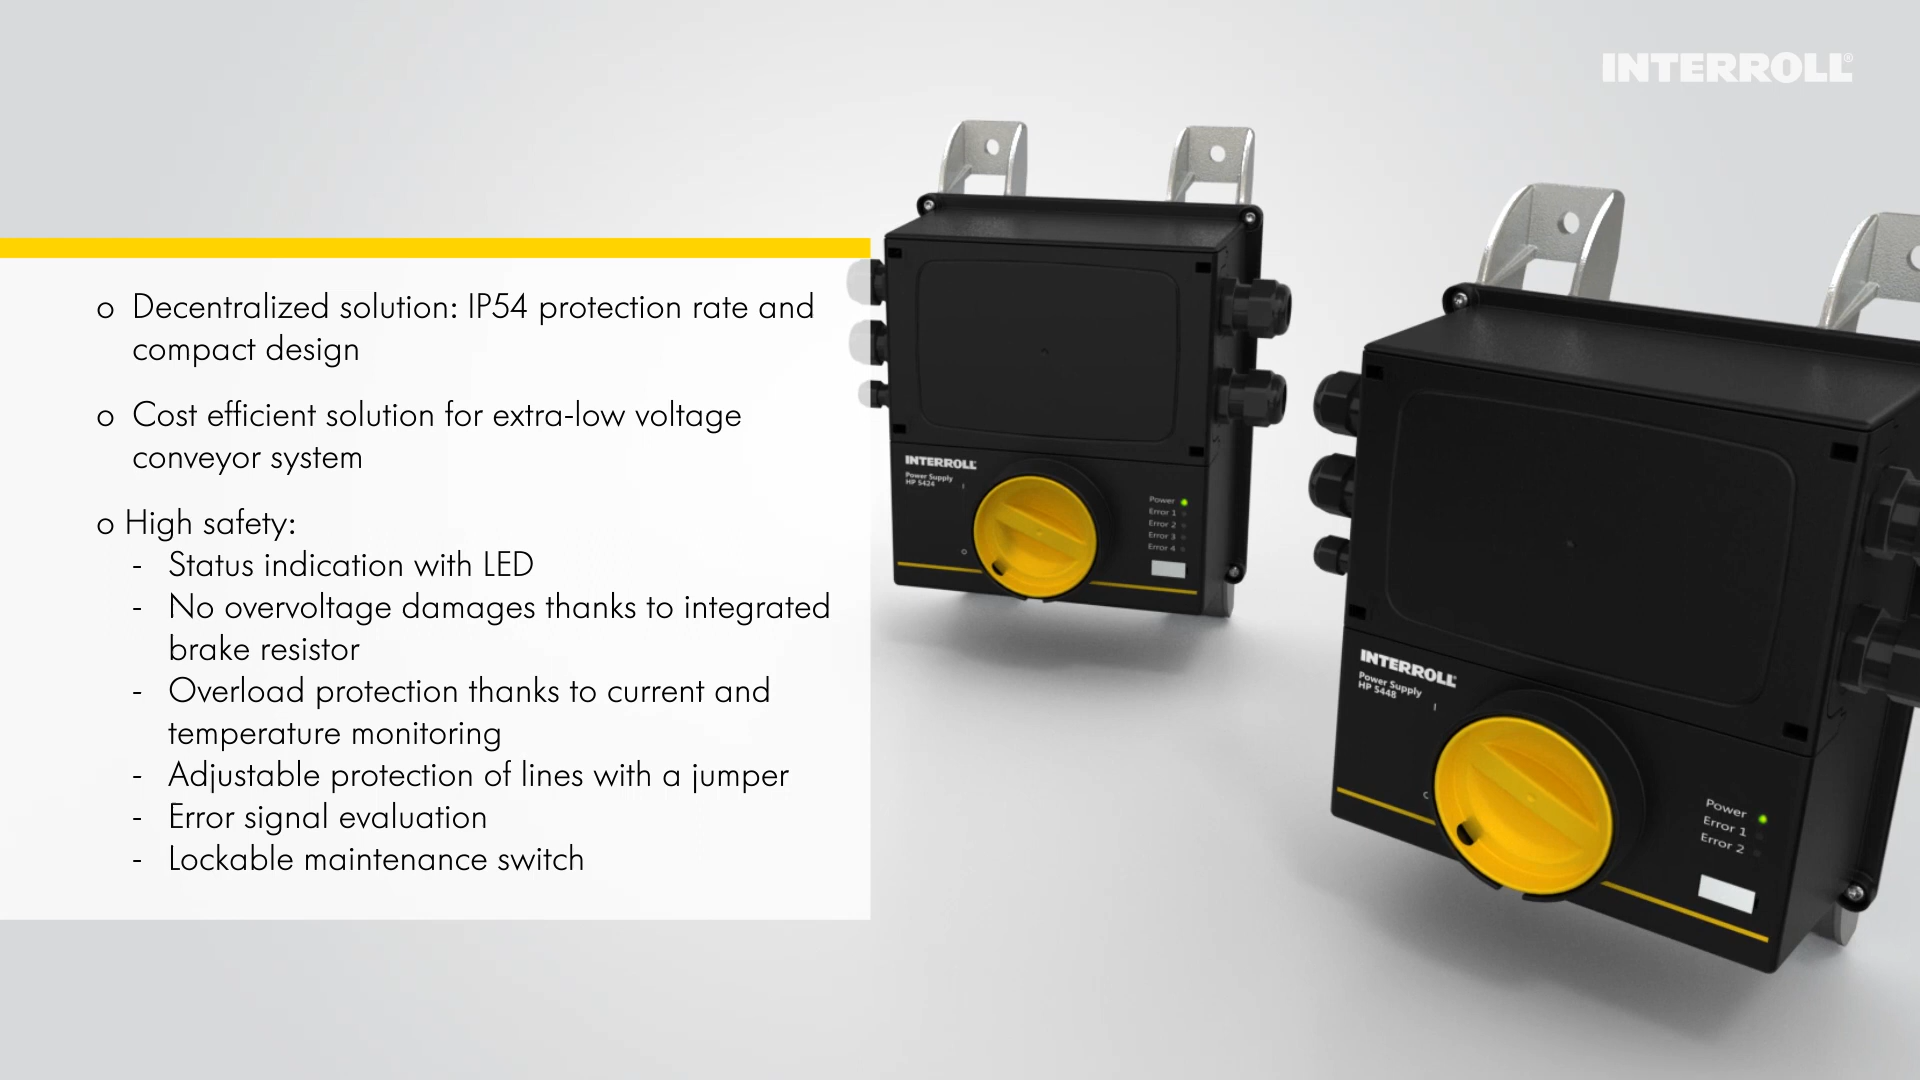 INTERROLL®
o Decentralized solution: IP54 protection rate and
compact design
o Cost efficient solution for extra-low voltage
conveyor system
o High safety:
- Status indication with LED
- No overvoltage damages thanks to integrated
brake resistor
- Overload protection thanks to current and
temperature monitoring
- Adjustable protection of lines with a jumper
- Error signal evaluation
- Lockable maintenance switch
INTERROLL
Power Supply
HP 5424
I
O
Power
Error 1
Error 2
Error 3
Error 4
INTERROLL
Power Supply
HP 5448
I
Power
Error 1
Error 2